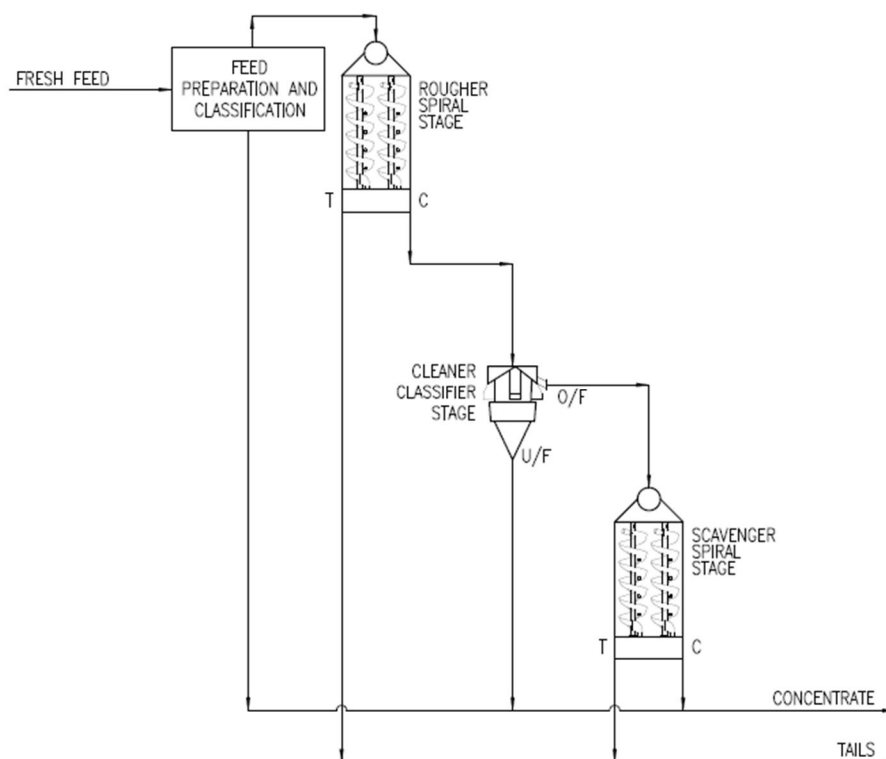 FRESH FEED
FEED
PREPARATION AND
CLASSIFICATION
ROUGHER
SPIRAL
STAGE
T
C
CLEANER
CLASSIFIER
STAGE
O/F
U/F
SCAVENGER
SPIRAL
STAGE
T
C
CONCENTRATE
TAILS